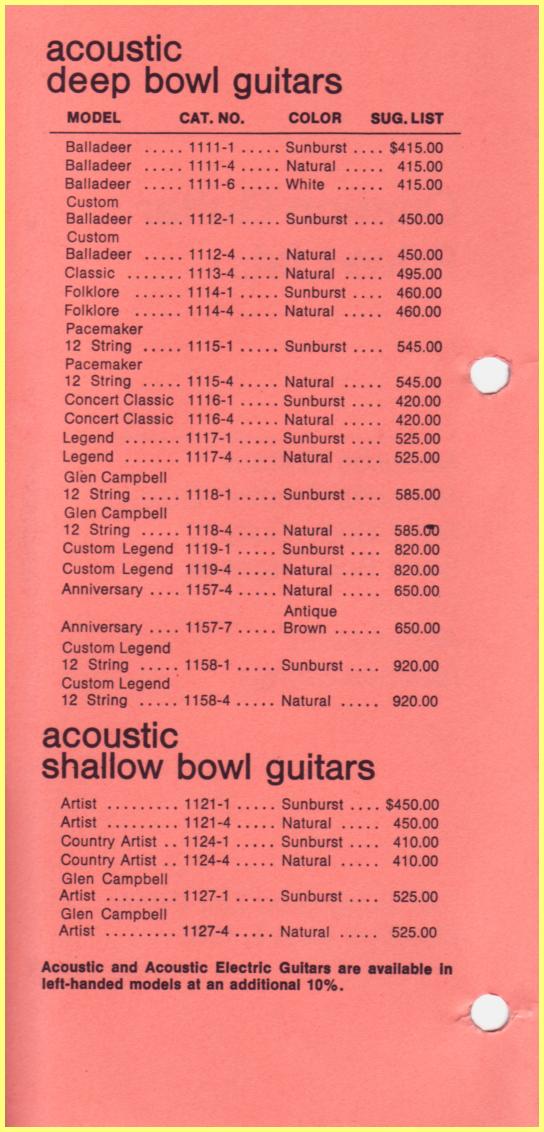 acoustic
deep bowl guitars
MODEL CAT. NO. COLOR SUG. LIST
Balladeer ..... 1111-1 ..... Sunburst .... $415.00
Balladeer ..... 1111-4 ..... Natural ..... 415.00
Balladeer ..... 1111-6 ..... White ...... 415.00
Custom
Balladeer ..... 1112-1 ..... Sunburst .... 450.00
Custom
Balladeer ..... 1112-4 ..... Natural ..... 450.00
Classic ....... 1113-4 ..... Natural ..... 495.00
Folklore ...... 1114-1 ..... Sunburst .... 460.00
Folklore ...... 1114-4 ..... Natural ..... 460.00
Pacemaker
12 String ..... 1115-1 ..... Sunburst .... 545.00
Pacemaker
12 String ..... 1115-4 ..... Natural ..... 545.00
Concert Classic 1116-1 ..... Sunburst .... 420.00
Concert Classic 1116-4 ..... Natural ..... 420.00
Legend ....... 1117-1 ..... Sunburst .... 525.00
Legend ....... 1117-4 ..... Natural ..... 525.00
Glen Campbell
12 String ..... 1118-1 ..... Sunburst .... 585.00
Glen Campbell
12 String ..... 1118-4 ..... Natural ..... 585.00
Custom Legend 1119-1 ..... Sunburst .... 820.00
Custom Legend 1119-4 ..... Natural ..... 820.00
Anniversary .... 1157-4 ..... Natural ..... 650.00
Antique
Anniversary .... 1157-7 ..... Brown ...... 650.00
Custom Legend
12 String ..... 1158-1 ..... Sunburst .... 920.00
Custom Legend
12 String ..... 1158-4 ..... Natural ..... 920.00
acoustic
shallow bowl guitars
Artist ......... 1121-1 ..... Sunburst .... $450.00
Artist ......... 1121-4 ..... Natural ..... 450.00
Country Artist .. 1124-1 ..... Sunburst .... 410.00
Country Artist .. 1124-4 ..... Natural ..... 410.00
Glen Campbell
Artist ......... 1127-1 ..... Sunburst .... 525.00
Glen Campbell
Artist ......... 1127-4 ..... Natural ..... 525.00
Acoustic and Acoustic Electric Guitars are available in
left-handed models at an additional 10%.